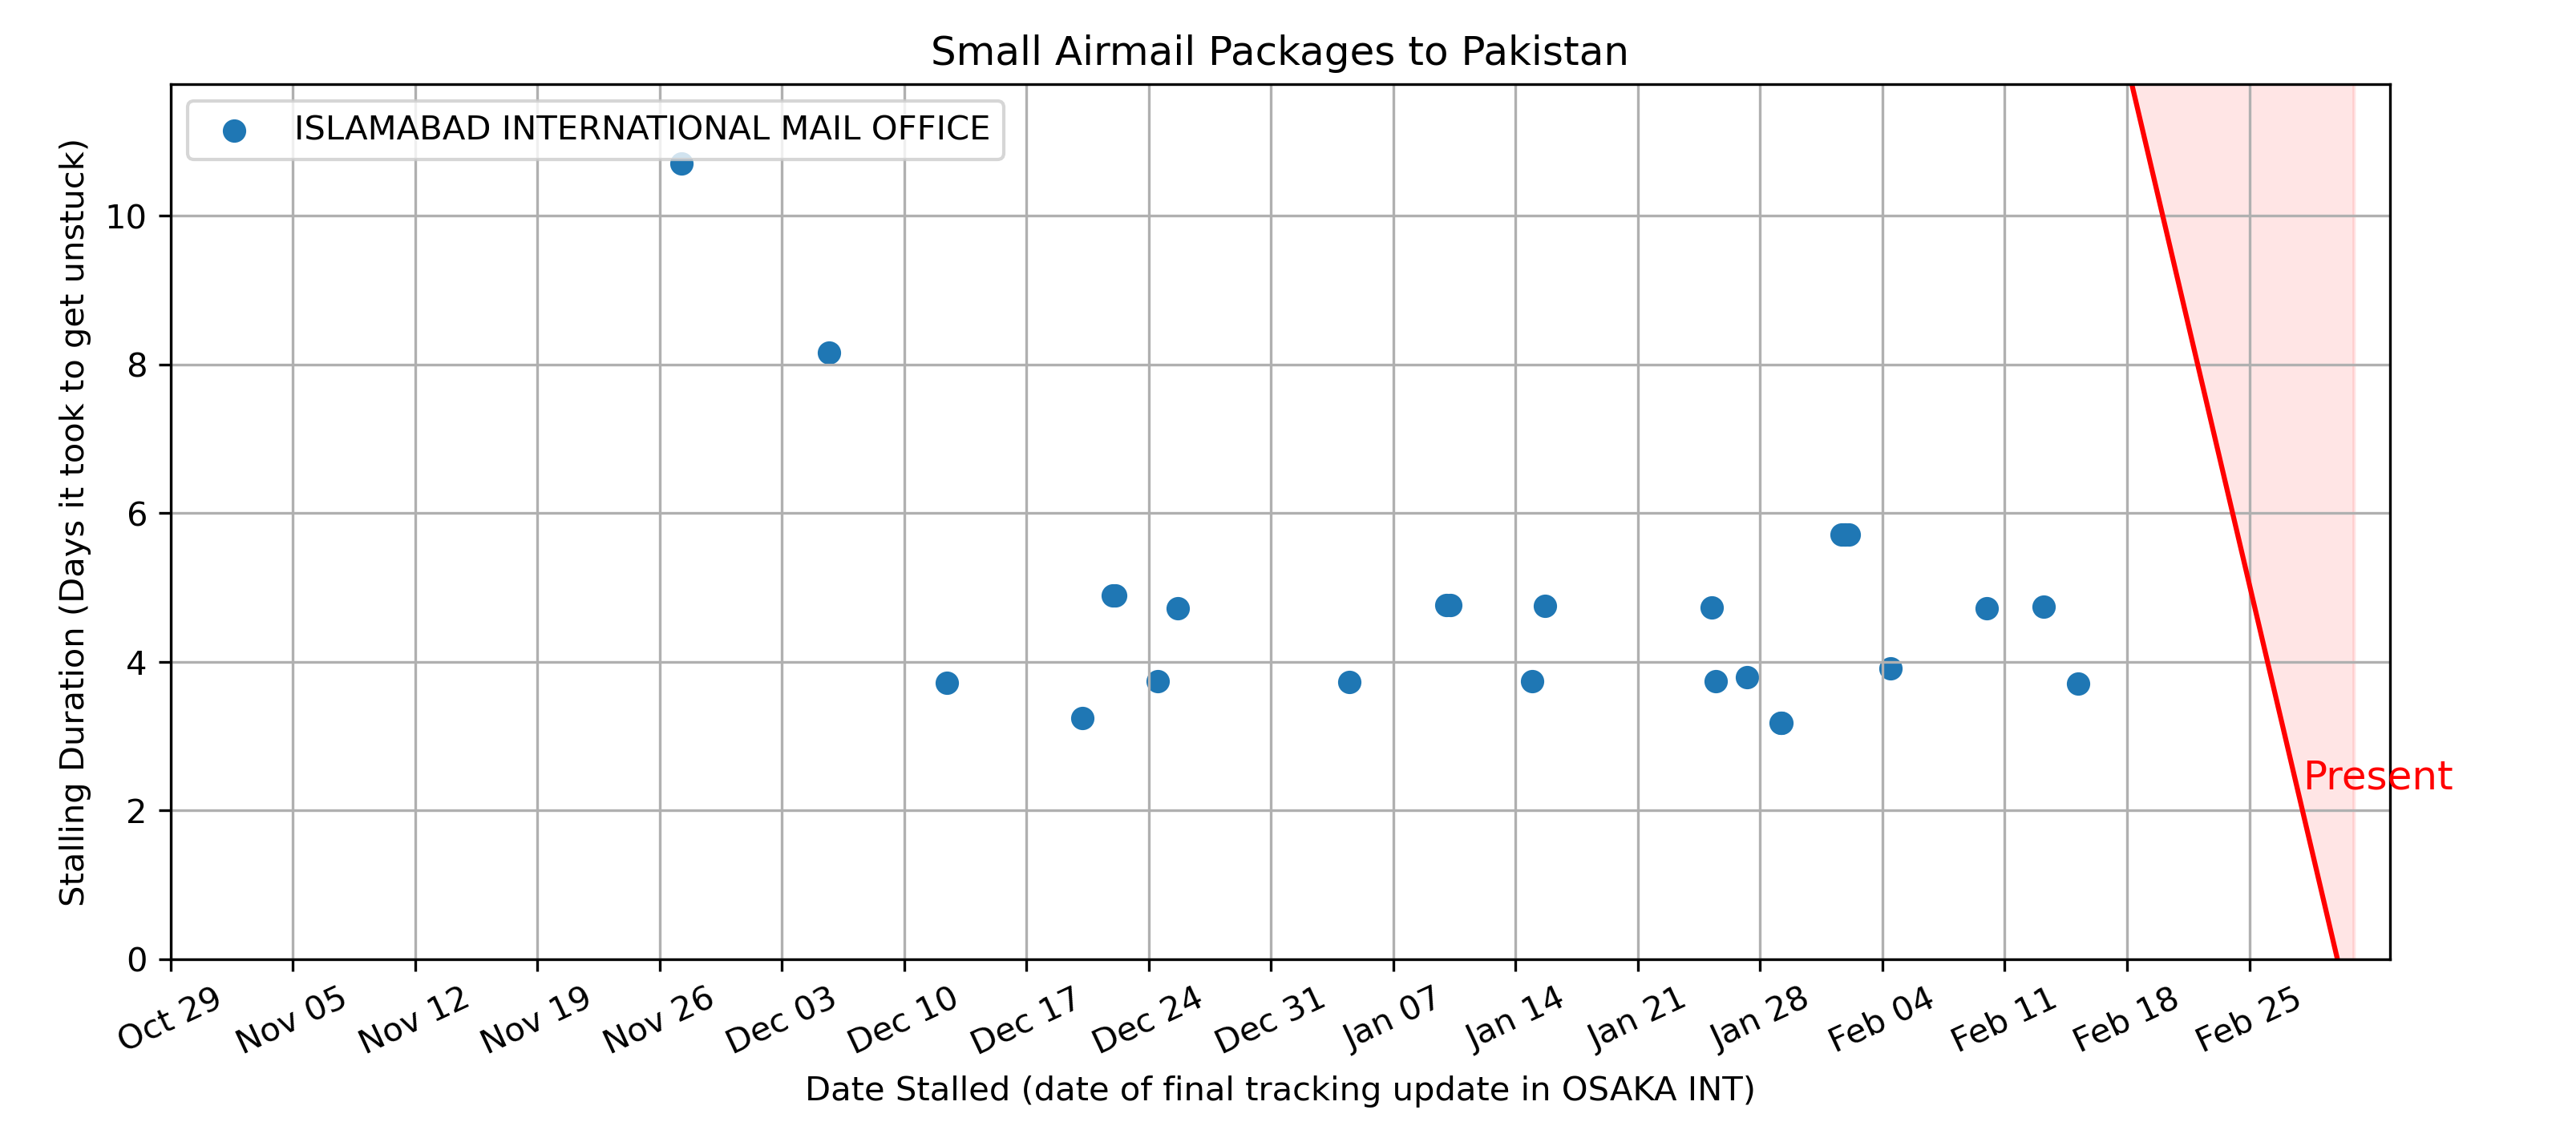 Small Airmail Packages to Pakistan
ISLAMABAD INTERNATIONAL MAIL OFFICE
Stalling Duration (Days it took to get unstuck)
10
8
6
4
2
0
Present
Oct 29
Nov 05
Nov 12
Nov 19
Nov 26
Dec 03
Dec 10
Dec 17
Dec 24
Dec 31
Jan 07
Jan 14
Jan 21
Jan 28
Feb 04
Feb 11
Feb 18
Feb 25
Date Stalled (date of final tracking update in OSAKA INT)